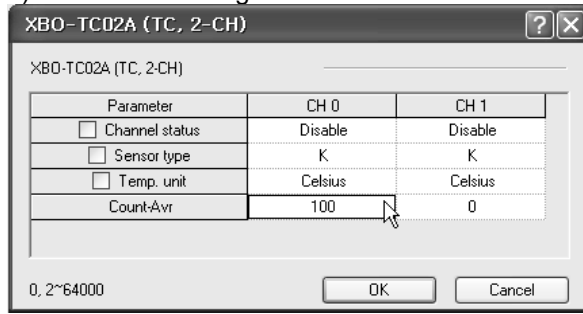 XBO-TC02A (TC, 2-CH)
XBO-TC02A (TC, 2-CH)
Parameter CH 0 CH 1
Channel status Disable Disable
Sensor type K K
Temp. unit Celsius Celsius
Count-Avr 100 0
0, 2~64000 OK Cancel